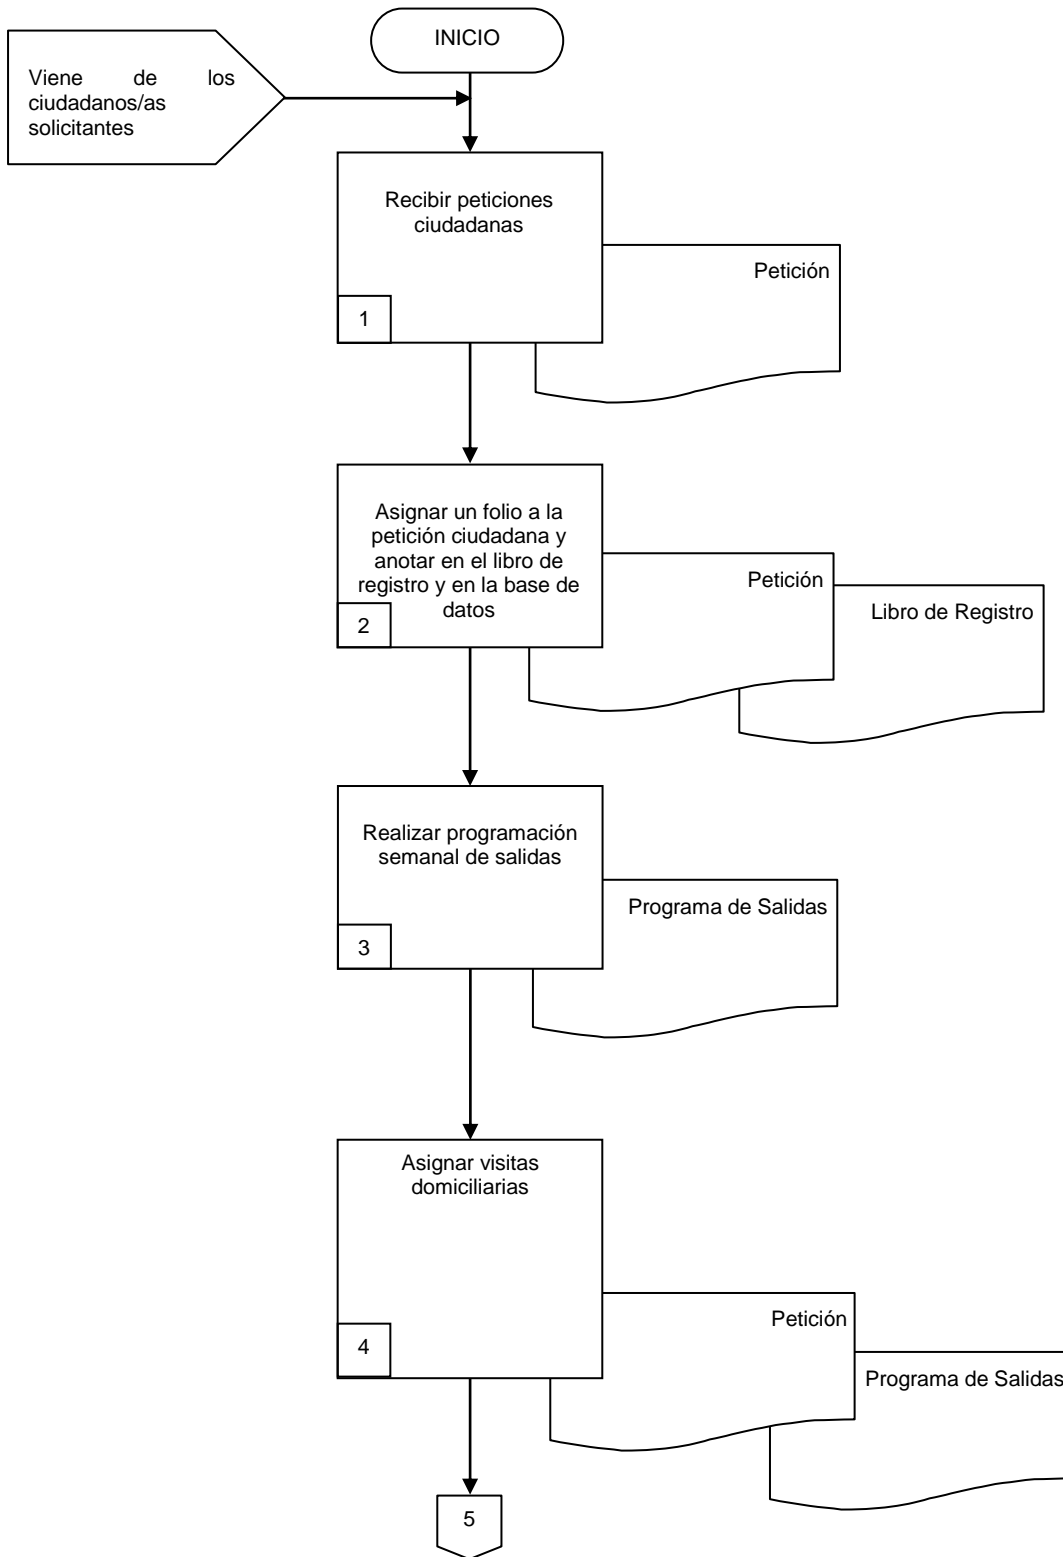 INICIO
Viene de los
ciudadanos/as
solicitantes
Recibir peticiones
ciudadanas
Petición
1
Asignar un folio a la
petición ciudadana y
anotar en el libro de
registro y en la base de
datos
Petición
Libro de Registro
2
Realizar programación
semanal de salidas
Programa de Salidas
3
Asignar visitas
domiciliarias
Petición
4
Programa de Salidas
5